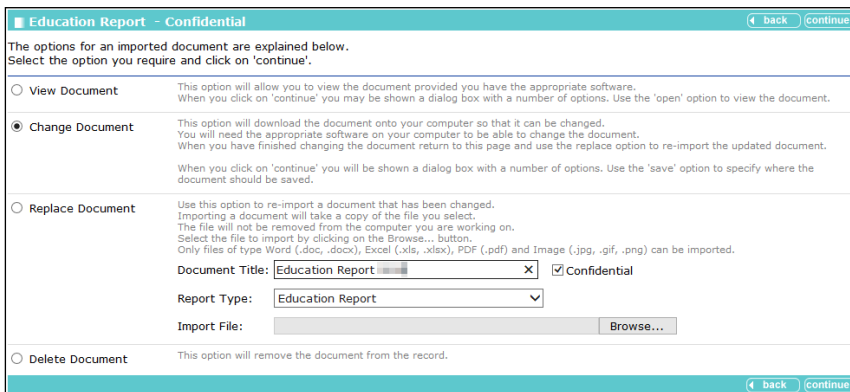 Education Report - Confidential
back continue
The options for an imported document are explained below.
Select the option you require and click on 'continue'.
View Document
This option will allow you to view the document provided you have the appropriate software.
When you click on 'continue' you may be shown a dialog box with a number of options. Use the 'open' option to view the document.
Change Document
This option will download the document onto your computer so that it can be changed.
You will need the appropriate software on your computer to be able to change the document.
When you have finished changing the document return to this page and use the replace option to re-import the updated document.
When you click on 'continue' you will be shown a dialog box with a number of options. Use the 'save' option to specify where the
document should be saved.
Replace Document
Use this option to re-import a document that has been changed.
Importing a document will take a copy of the file you select.
The file will not be removed from the computer you are working on.
Select the file to import by clicking on the Browse... button.
Only files of type Word (.doc, .docx), Excel (.xls, .xlsx), PDF (.pdf) and Image (.jpg, .gif, .png) can be imported.
Document Title: Education Report X Confidential
Report Type: Education Report
Import File: Browse...
Delete Document
This option will remove the document from the record.
back continue